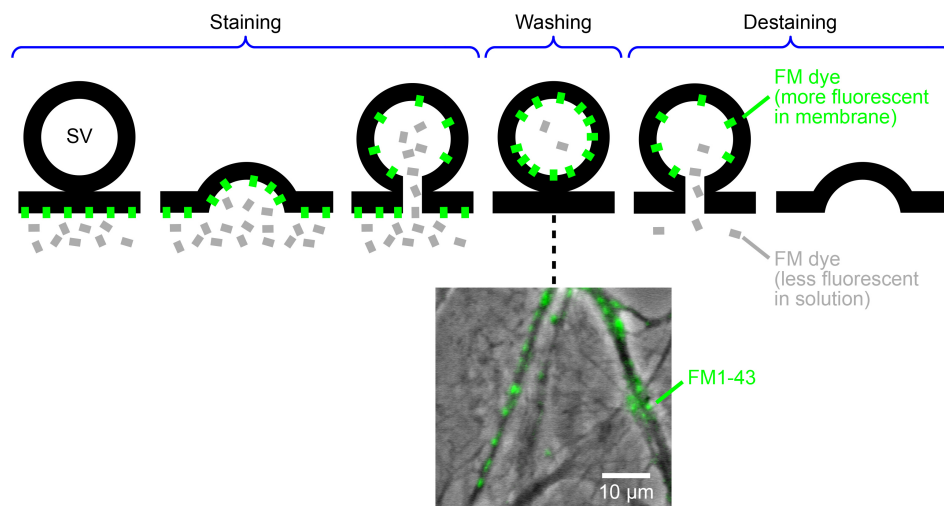 Staining
Washing
Destaining
SV
FM dye
(more fluorescent
in membrane)
FM dye
(less fluorescent
in solution)
FM1-43
10 µm